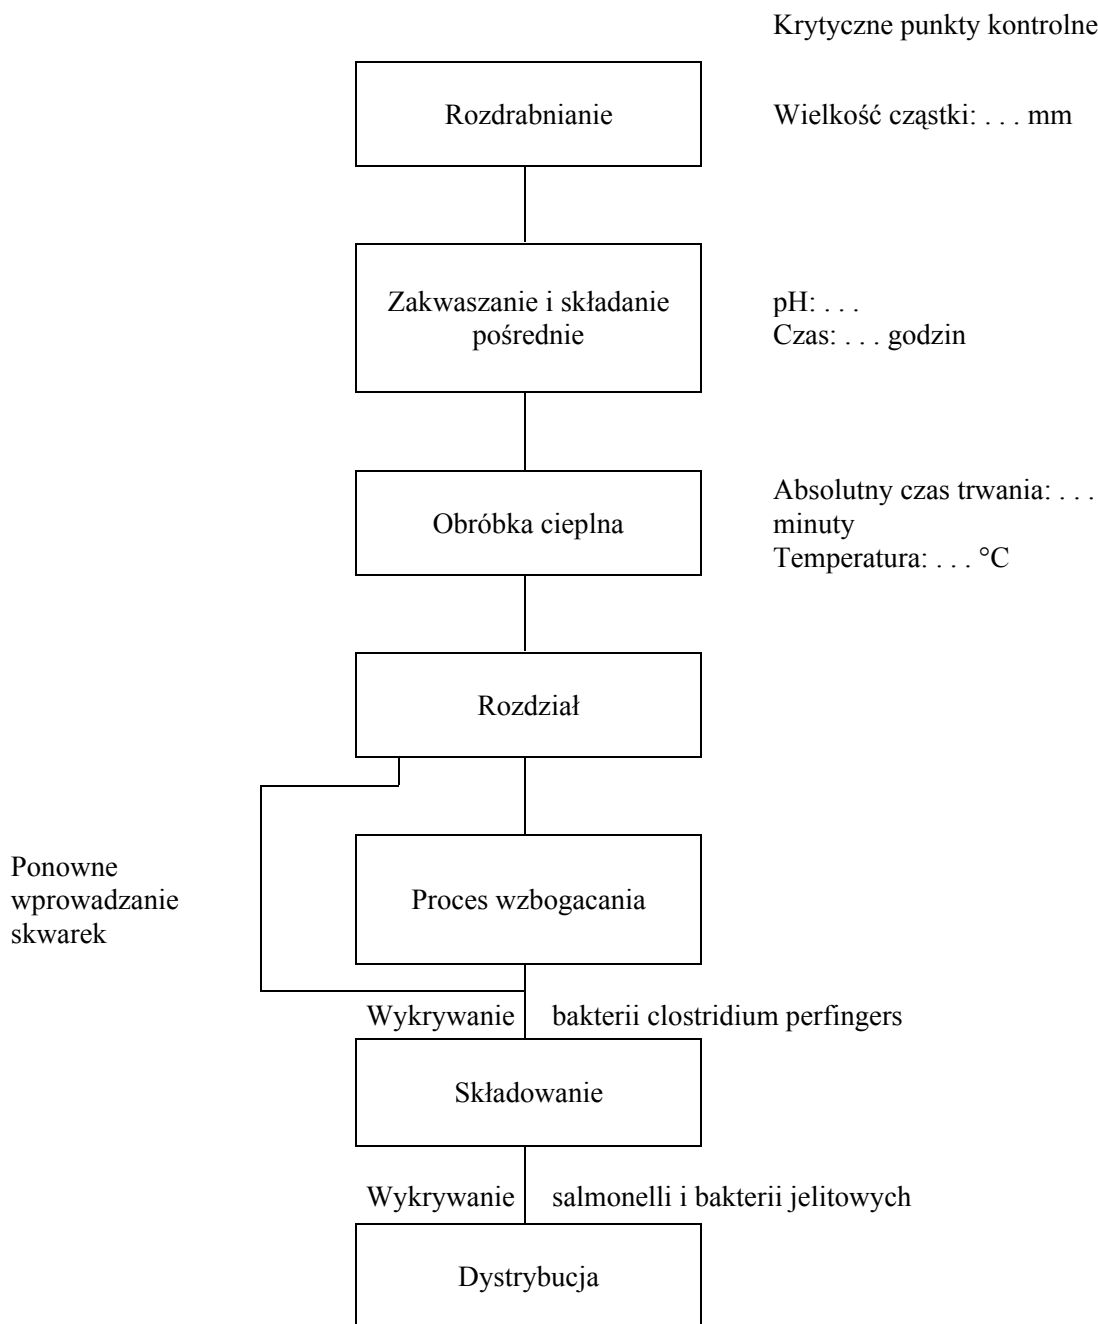 Krytyczne punkty kontrolne
Rozdrabnianie
Wielkość cząstki: . . . mm
Zakwaszanie i składanie
pośrednie
pH: . . .
Czas: . . . godzin
Obróbka cieplna
Absolutny czas trwania: . . .
minuty
Temperatura: . . . °C
Rozdział
Ponowne
wprowadzanie
skwarek
Proces wzbogacania
Wykrywanie bakterii clostridium perfingers
Składowanie
Wykrywanie salmonelli i bakterii jelitowych
Dystrybucja